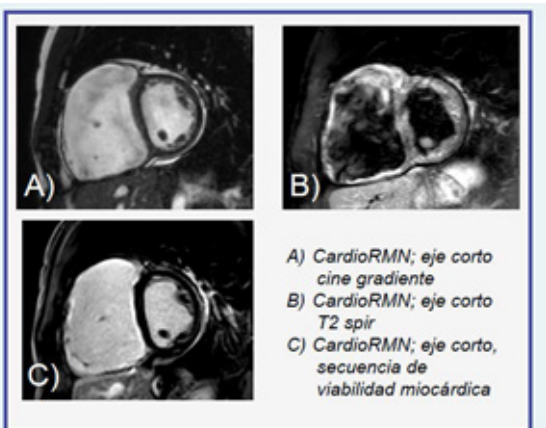 A)
B)
C)
A) CardioRMN; eje corto
cine gradiente
B) CardioRMN; eje corto
T2 spir
C) CardioRMN; eje corto,
secuencia de
viabilidad miocárdica